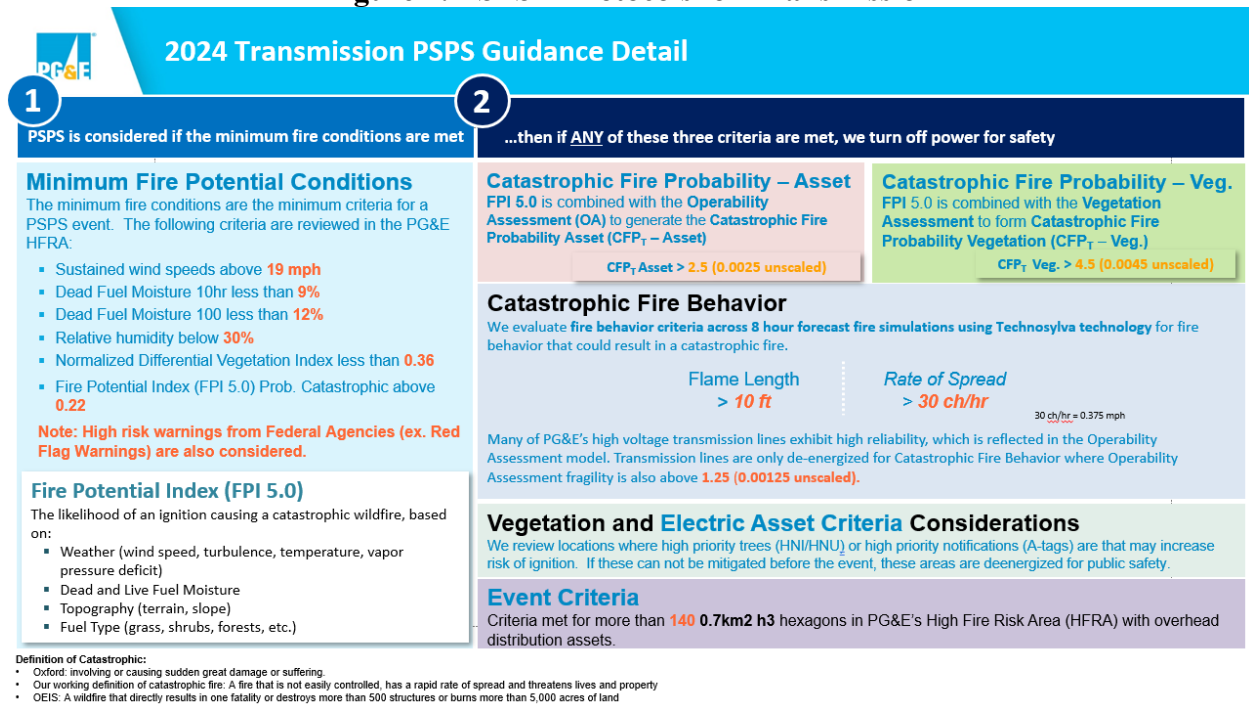 PG&E
2024 Transmission PSPS Guidance Detail
1
PSPS is considered if the minimum fire conditions are met
2
...then if ANY of these three criteria are met, we turn off power for safety
Minimum Fire Potential Conditions
The minimum fire conditions are the minimum criteria for a
PSPS event. The following criteria are reviewed in the PG&E
HFRA:
▪ Sustained wind speeds above 19 mph
▪ Dead Fuel Moisture 10hr less than 9%
▪ Dead Fuel Moisture 100 less than 12%
▪ Relative humidity below 30%
▪ Normalized Differential Vegetation Index less than 0.36
▪ Fire Potential Index (FPI 5.0) Prob. Catastrophic above
0.22
Note: High risk warnings from Federal Agencies (ex. Red
Flag Warnings) are also considered.
Fire Potential Index (FPI 5.0)
The likelihood of an ignition causing a catastrophic wildfire, based
on:
▪ Weather (wind speed, turbulence, temperature, vapor
pressure deficit)
▪ Dead and Live Fuel Moisture
▪ Topography (terrain, slope)
▪ Fuel Type (grass, shrubs, forests, etc.)
Catastrophic Fire Probability – Asset
FPI 5.0 is combined with the Operability
Assessment (OA) to generate the Catastrophic Fire
Probability Asset (CFPT – Asset)
CFPT Asset > 2.5 (0.0025 unscaled)
Catastrophic Fire Probability – Veg.
FPI 5.0 is combined with the Vegetation
Assessment to form Catastrophic Fire
Probability Vegetation (CFPT – Veg.)
CFPT Veg. > 4.5 (0.0045 unscaled)
Catastrophic Fire Behavior
We evaluate fire behavior criteria across 8 hour forecast fire simulations using Technosylva technology for fire
behavior that could result in a catastrophic fire.
Flame Length
> 10 ft
Rate of Spread
> 30 ch/hr
30 ch/hr = 0.375 mph
Many of PG&E's high voltage transmission lines exhibit high reliability, which is reflected in the Operability
Assessment model. Transmission lines are only de-energized for Catastrophic Fire Behavior where Operability
Assessment fragility is also above 1.25 (0.00125 unscaled).
Vegetation and Electric Asset Criteria Considerations
We review locations where high priority trees (HNI/HNU) or high priority notifications (A-tags) are that may increase
risk of ignition. If these can not be mitigated before the event, these areas are deenergized for public safety.
Event Criteria
Criteria met for more than 140 0.7km2 h3 hexagons in PG&E's High Fire Risk Area (HFRA) with overhead
distribution assets.
Definition of Catastrophic:
• Oxford: involving or causing sudden great damage or suffering.
• Our working definition of catastrophic fire: A fire that is not easily controlled, has a rapid rate of spread and threatens lives and property
• OEIS: A wildfire that directly results in one fatality or destroys more than 500 structures or burns more than 5,000 acres of land